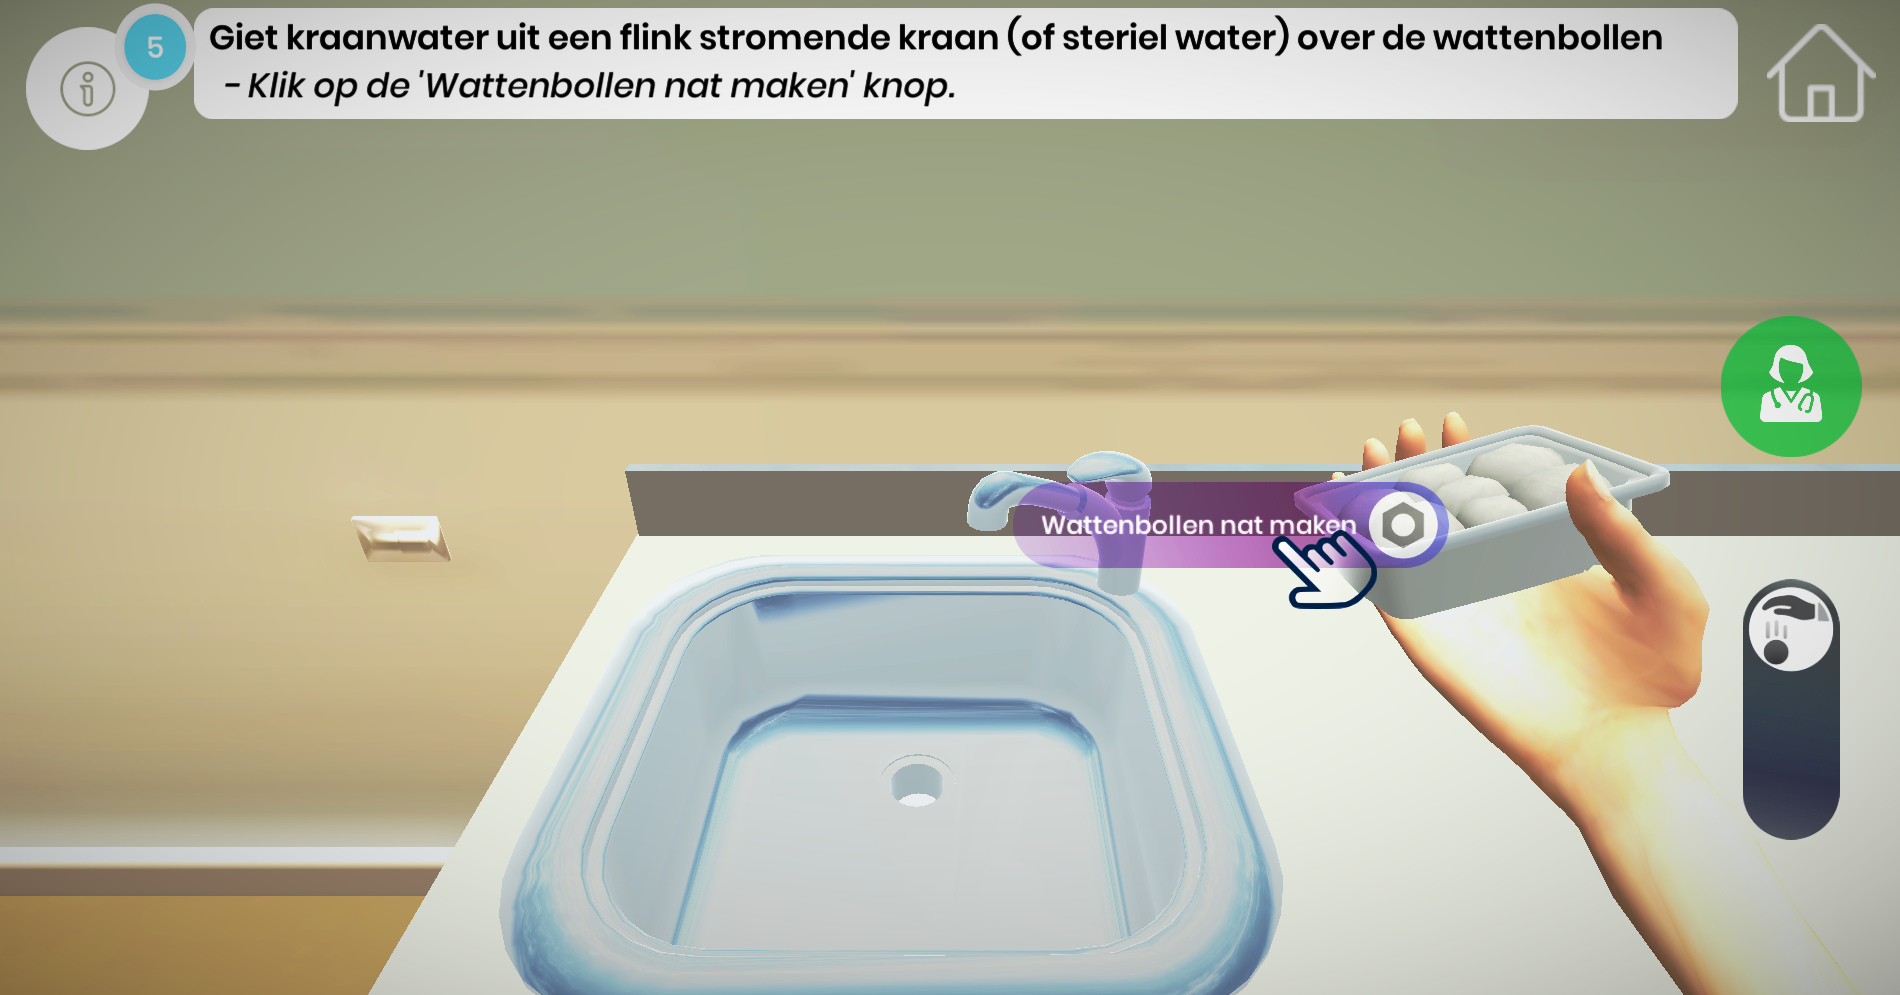 5
Giet kraanwater uit een flink stromende kraan (of steriel water) over de wattenbollen
- Klik op de 'Wattenbollen nat maken' knop.
Wattenbollen nat maken